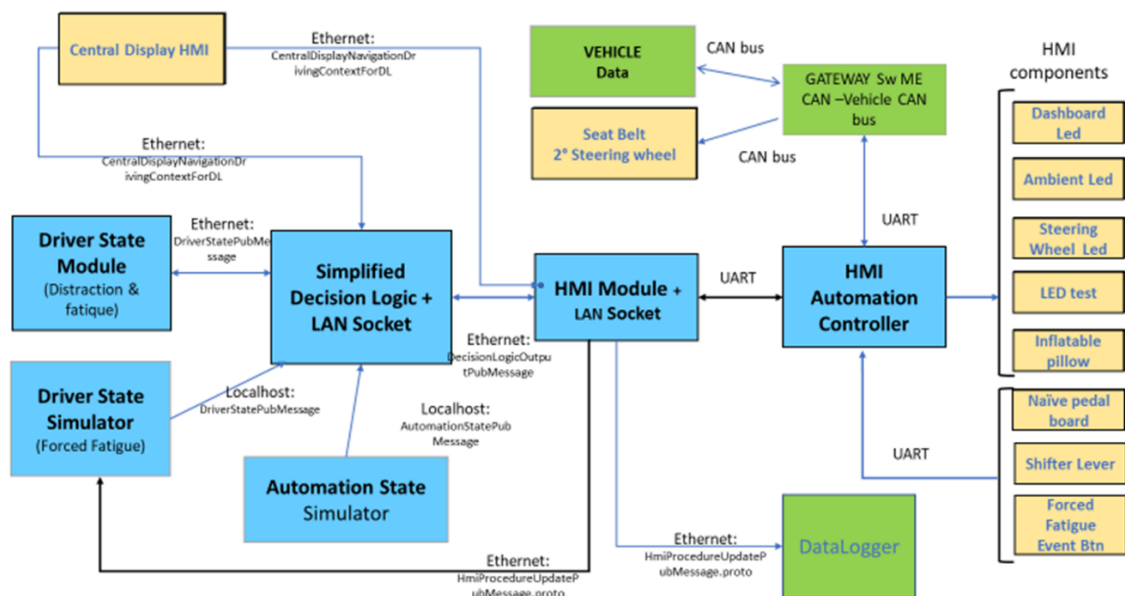 Central Display HMI
Ethernet:
CentralDisplayNavigationDr
ivingContextForDL
Ethernet:
CentralDisplayNavigationDr
ivingContextForDL
VEHICLE
Data
CAN bus
GATEWAY Sw ME
CAN –Vehicle CAN
bus
Seat Belt
2° Steering wheel
CAN bus
UART
HMI
components
Dashboard
Led
Ambient Led
Steering
Wheel Led
LED test
Inflatable
pillow
Naïve pedal
board
Shifter Lever
Forced
Fatigue
Event Btn
Driver State
Module
(Distraction &
fatique)
Ethernet:
DriverStatePubMe
ssage
Simplified
Decision Logic +
LAN Socket
HMI Module +
LAN Socket
UART
HMI
Automation
Controller
Ethernet:
DecisionLogicOutpu
tPubMessage
Driver State
Simulator
(Forced Fatigue)
Localhost:
DriverStatePubMessage
Localhost:
AutomationStatePub
Message
UART
Automation State
Simulator
Ethernet:
HmiProcedureUpdateP
ubMessage.proto
Ethernet:
HmiProcedureUpdateP
ubMessage.proto
DataLogger